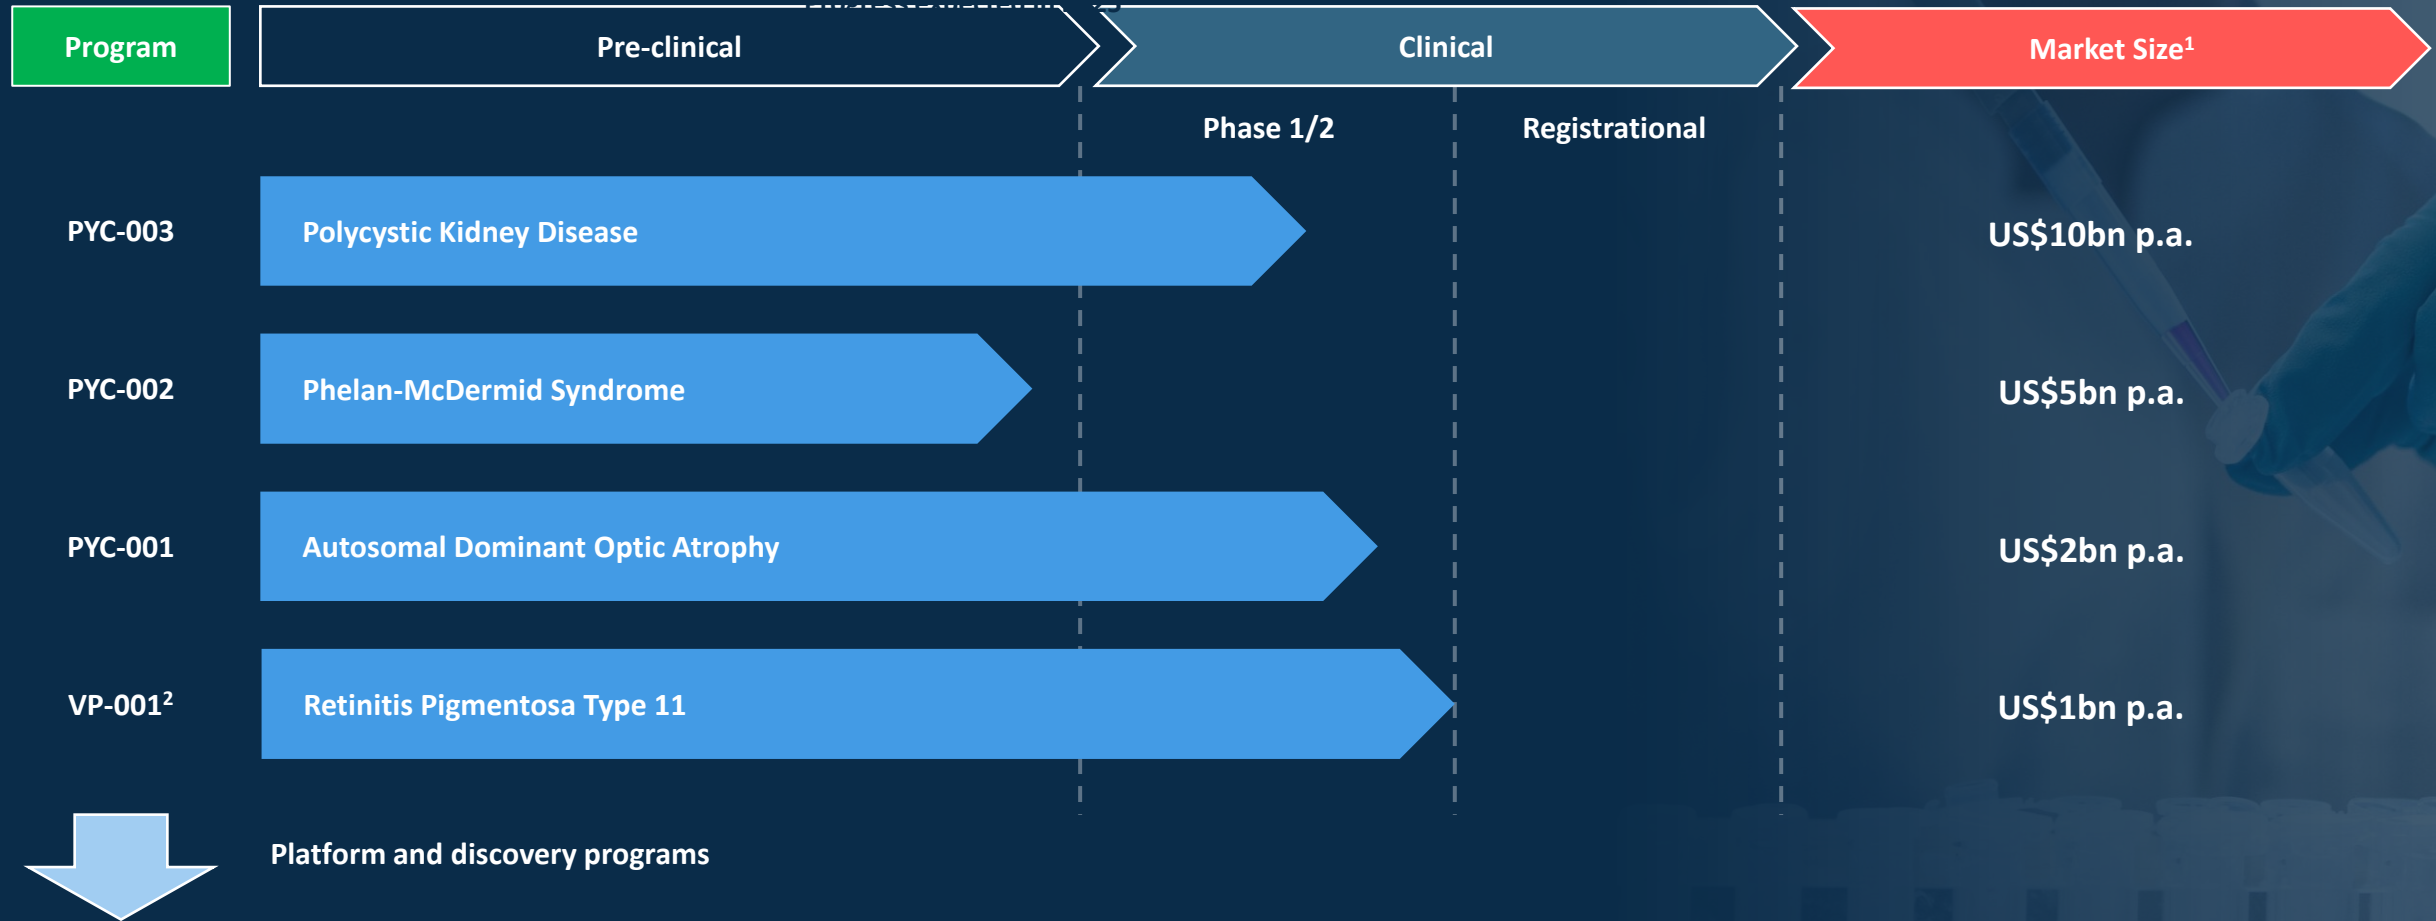 Program
Pre-clinical
Clinical
Market Size¹
Phase 1/2
Registrational
PYC-003
Polycystic Kidney Disease
US$10bn p.a.
PYC-002
Phelan-McDermid Syndrome
US$5bn p.a.
PYC-001
Autosomal Dominant Optic Atrophy
US$2bn p.a.
VP-001²
Retinitis Pigmentosa Type 11
US$1bn p.a.
Platform and discovery programs